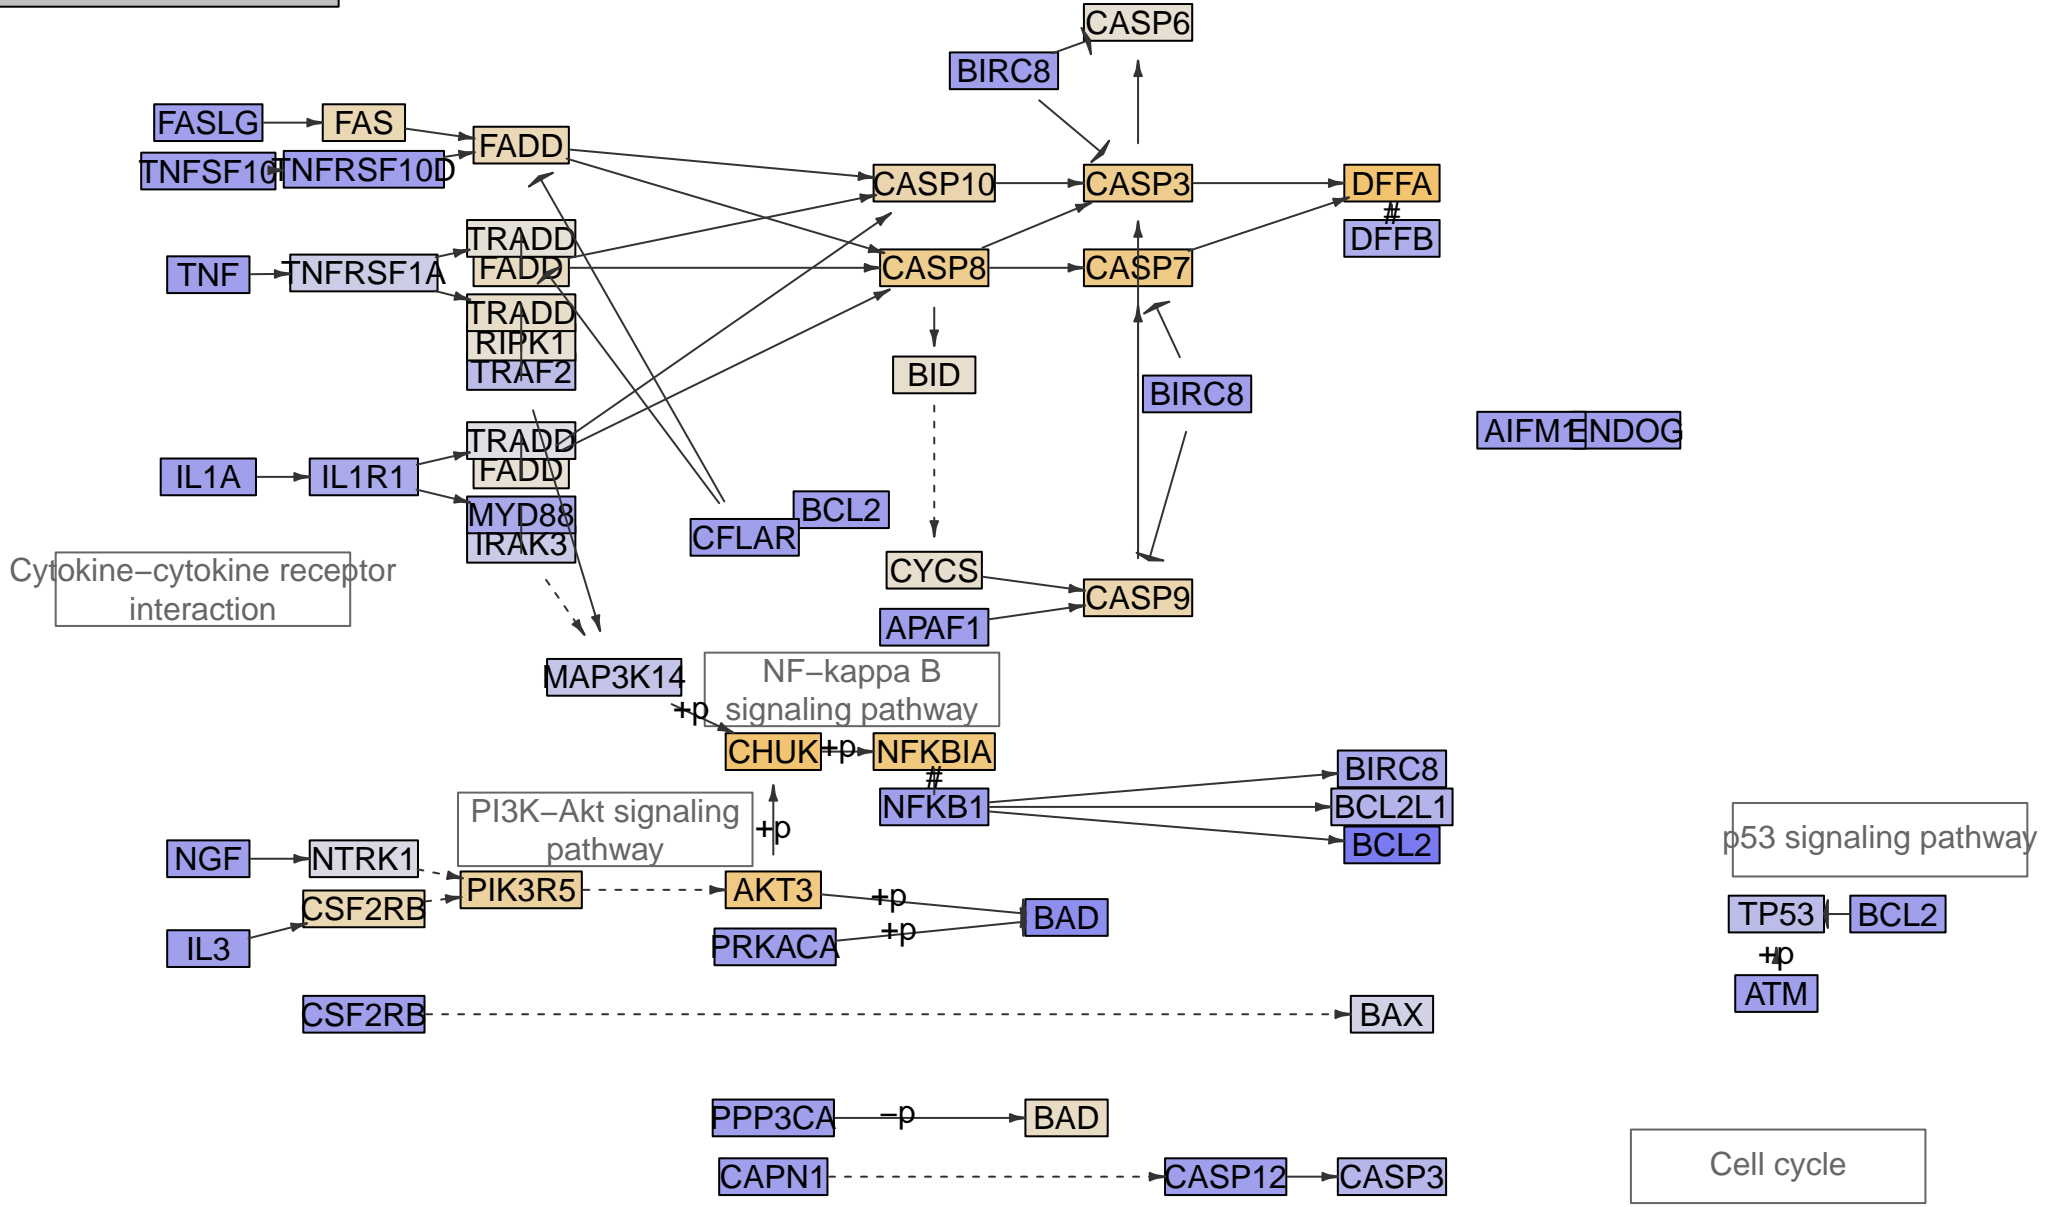 CASP6
BIRC8
FASLG
FAS
FADD
TNFSF10
TNFRSF10D
CASP10
CASP3
DFFA
#
DFFB
TRADD
FADD
TNF
TNFRSF1A
CASP8
CASP7
TRADD
RIPK1
TRAF2
BID
BIRC8
AIFM1
ENDOG
TRADD
FADD
IL1A
IL1R1
MYD88
IRAK3
BCL2
CFLAR
Cytokine−cytokine receptor
interaction
CYCS
CASP9
APAF1
MAP3K14
NF−kappa B
signaling pathway
+p
CHUK
+p
NFKBIA
#
NFKB1
BIRC8
BCL2L1
BCL2
PI3K−Akt signaling
pathway
+p
p53 signaling pathway
NGF
NTRK1
PIK3R5
AKT3
+p
CSF2RB
BAD
TP53
BCL2
IL3
PRKACA
+p
+p
ATM
CSF2RB
BAX
PPP3CA
−p
BAD
CAPN1
CASP12
CASP3
Cell cycle